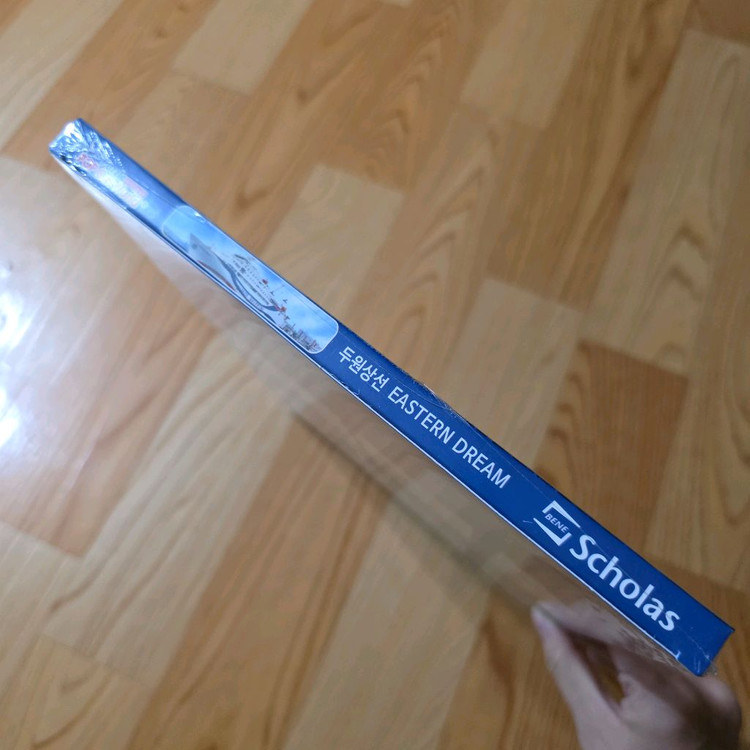 두원상선 EASTERN DREAM
BENE
Scholas